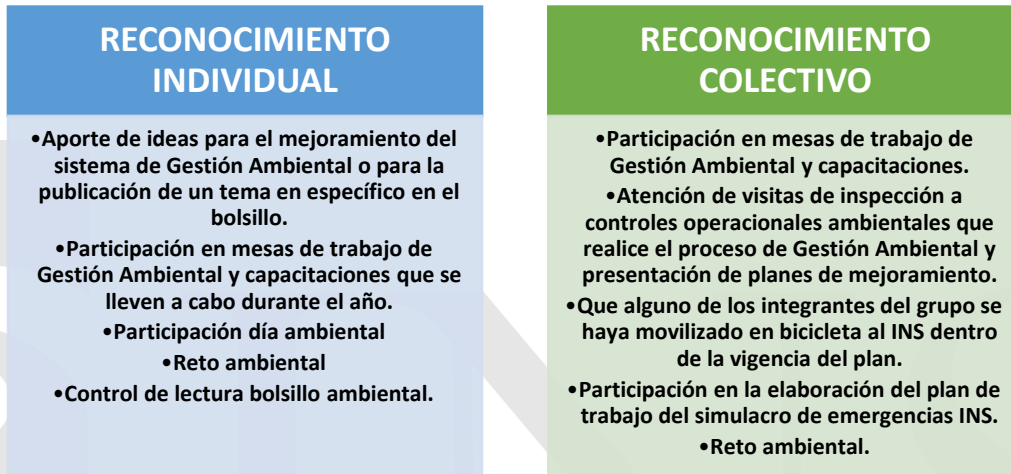 RECONOCIMIENTO
INDIVIDUAL
•Aporte de ideas para el mejoramiento del
sistema de Gestión Ambiental o para la
publicación de un tema en específico en el
bolsillo.
•Participación en mesas de trabajo de
Gestión Ambiental y capacitaciones que se
lleven a cabo durante el año.
•Participación día ambiental
•Reto ambiental
•Control de lectura bolsillo ambiental.
RECONOCIMIENTO
COLECTIVO
•Participación en mesas de trabajo de
Gestión Ambiental y capacitaciones.
•Atención de visitas de inspección a
controles operacionales ambientales que
realice el proceso de Gestión Ambiental y
presentación de planes de mejoramiento.
•Que alguno de los integrantes del grupo se
haya movilizado en bicicleta al INS dentro
de la vigencia del plan.
•Participación en la elaboración del plan de
trabajo del simulacro de emergencias INS.
•Reto ambiental.